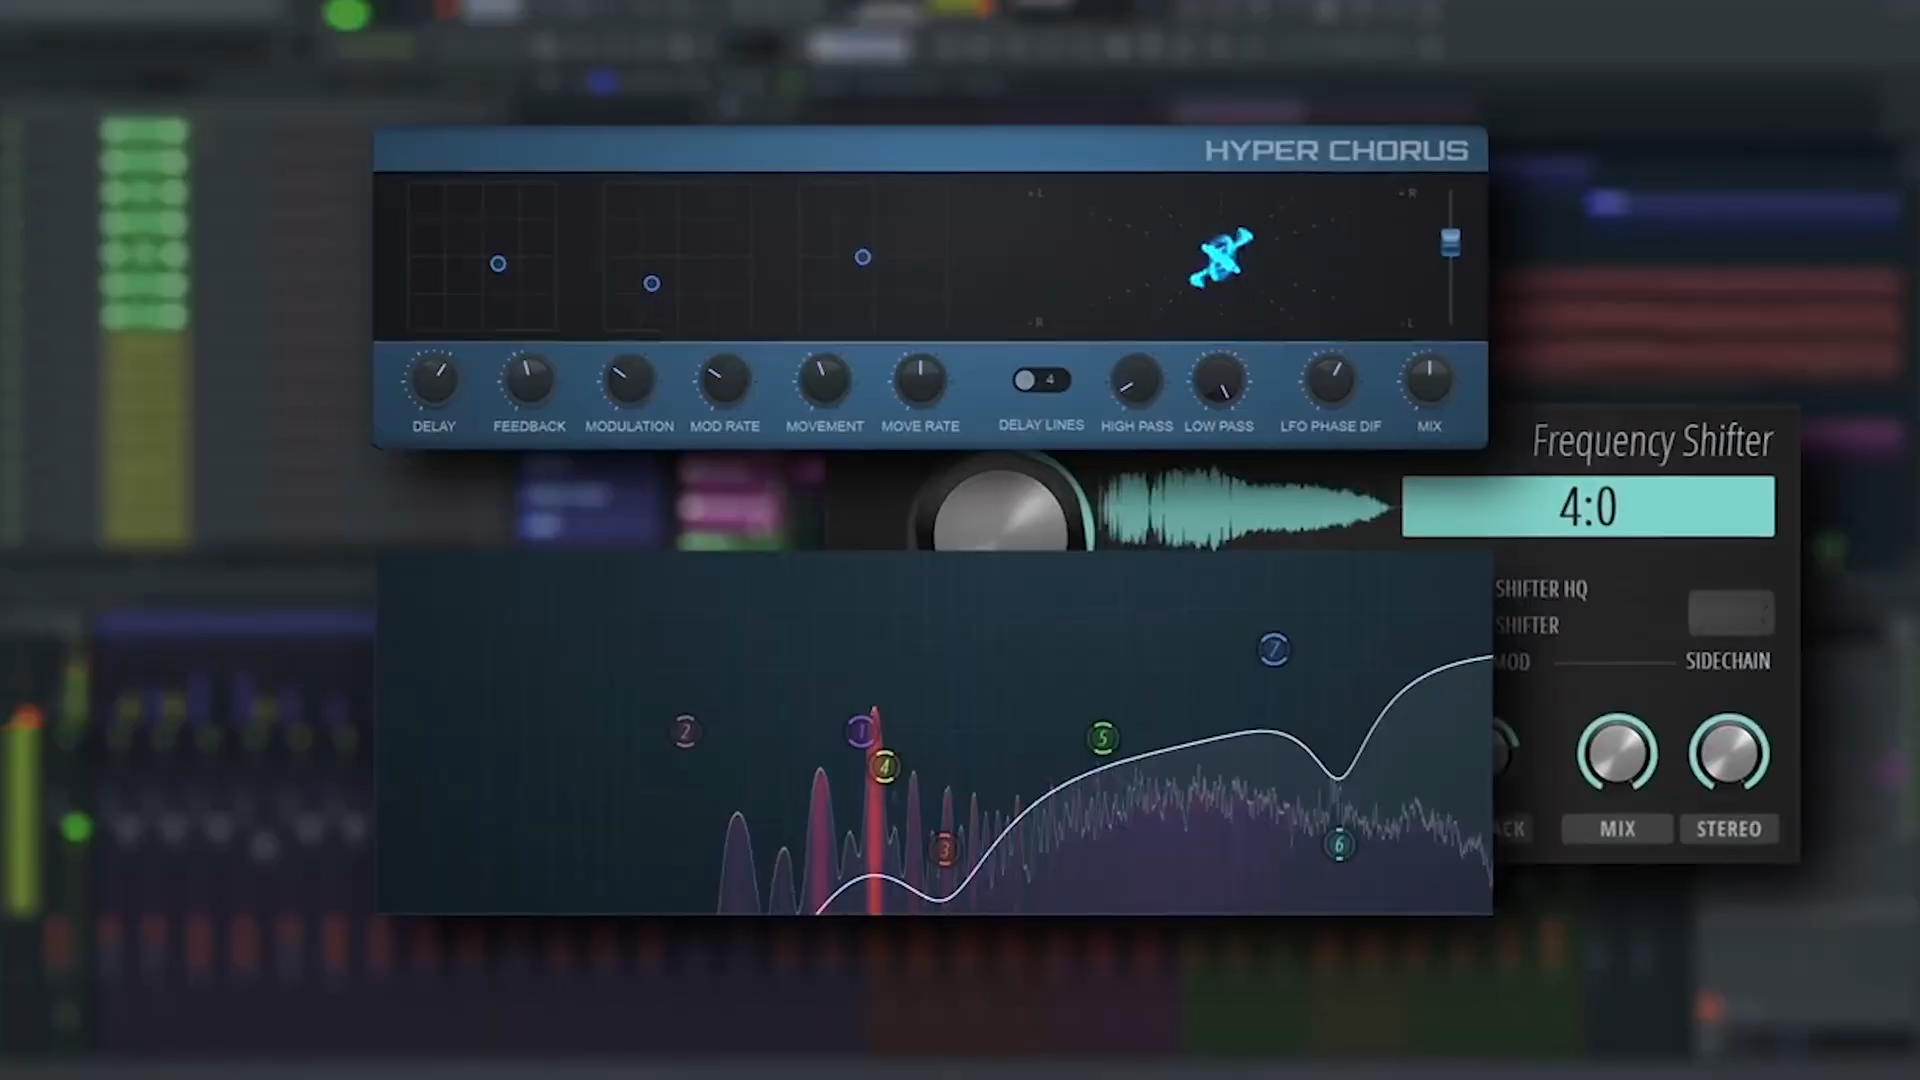 HYPER CHORUS
+L
-R
-R
-L
4
DELAY
FEEDBACK
MODULATION
MOD RATE
MOVEMENT
MOVE RATE
DELAY LINES
HIGH PASS
LOW PASS
LFO PHASE DIF
MIX
Frequency Shifter
4:0
SHIFTER HQ
SHIFTER
MOD
SIDECHAIN
7
2
1
5
4
3
6
ACK
MIX
STEREO